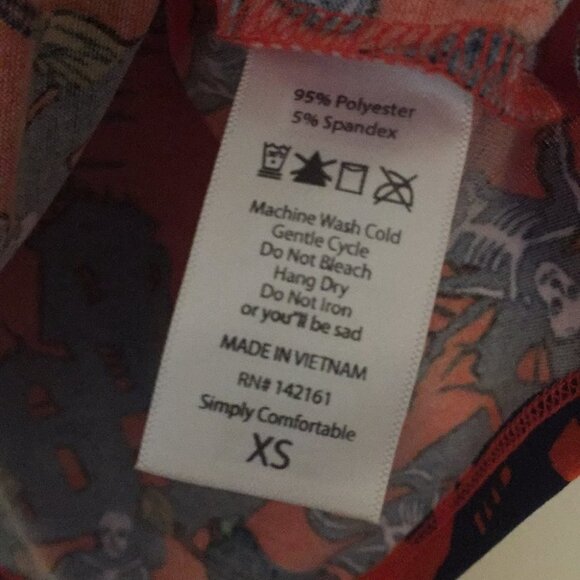 95% Polyester
5% Spandex
Machine Wash Cold
Gentle Cycle
Do Not Bleach
Hang Dry
Do Not Iron
or you"ll be sad
MADE IN VIETNAM
RN# 142161
Simply Comfortable
XS